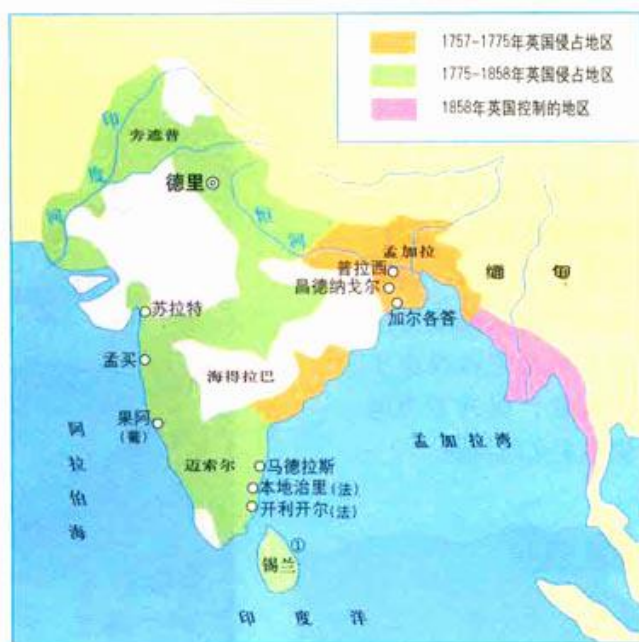 1757-1775年英国侵占地区
1775-1858年英国侵占地区
1858年英国控制的地区
印度河
旁遮普
德里
恒河
孟加拉
普拉西
昌德纳戈尔
加尔各答
缅甸
苏拉特
孟买
海得拉巴
果阿
(葡)
阿拉伯海
孟加拉湾
迈索尔
马德拉斯
本地治里(法)
开利开尔(法)
①
锡兰
印度洋